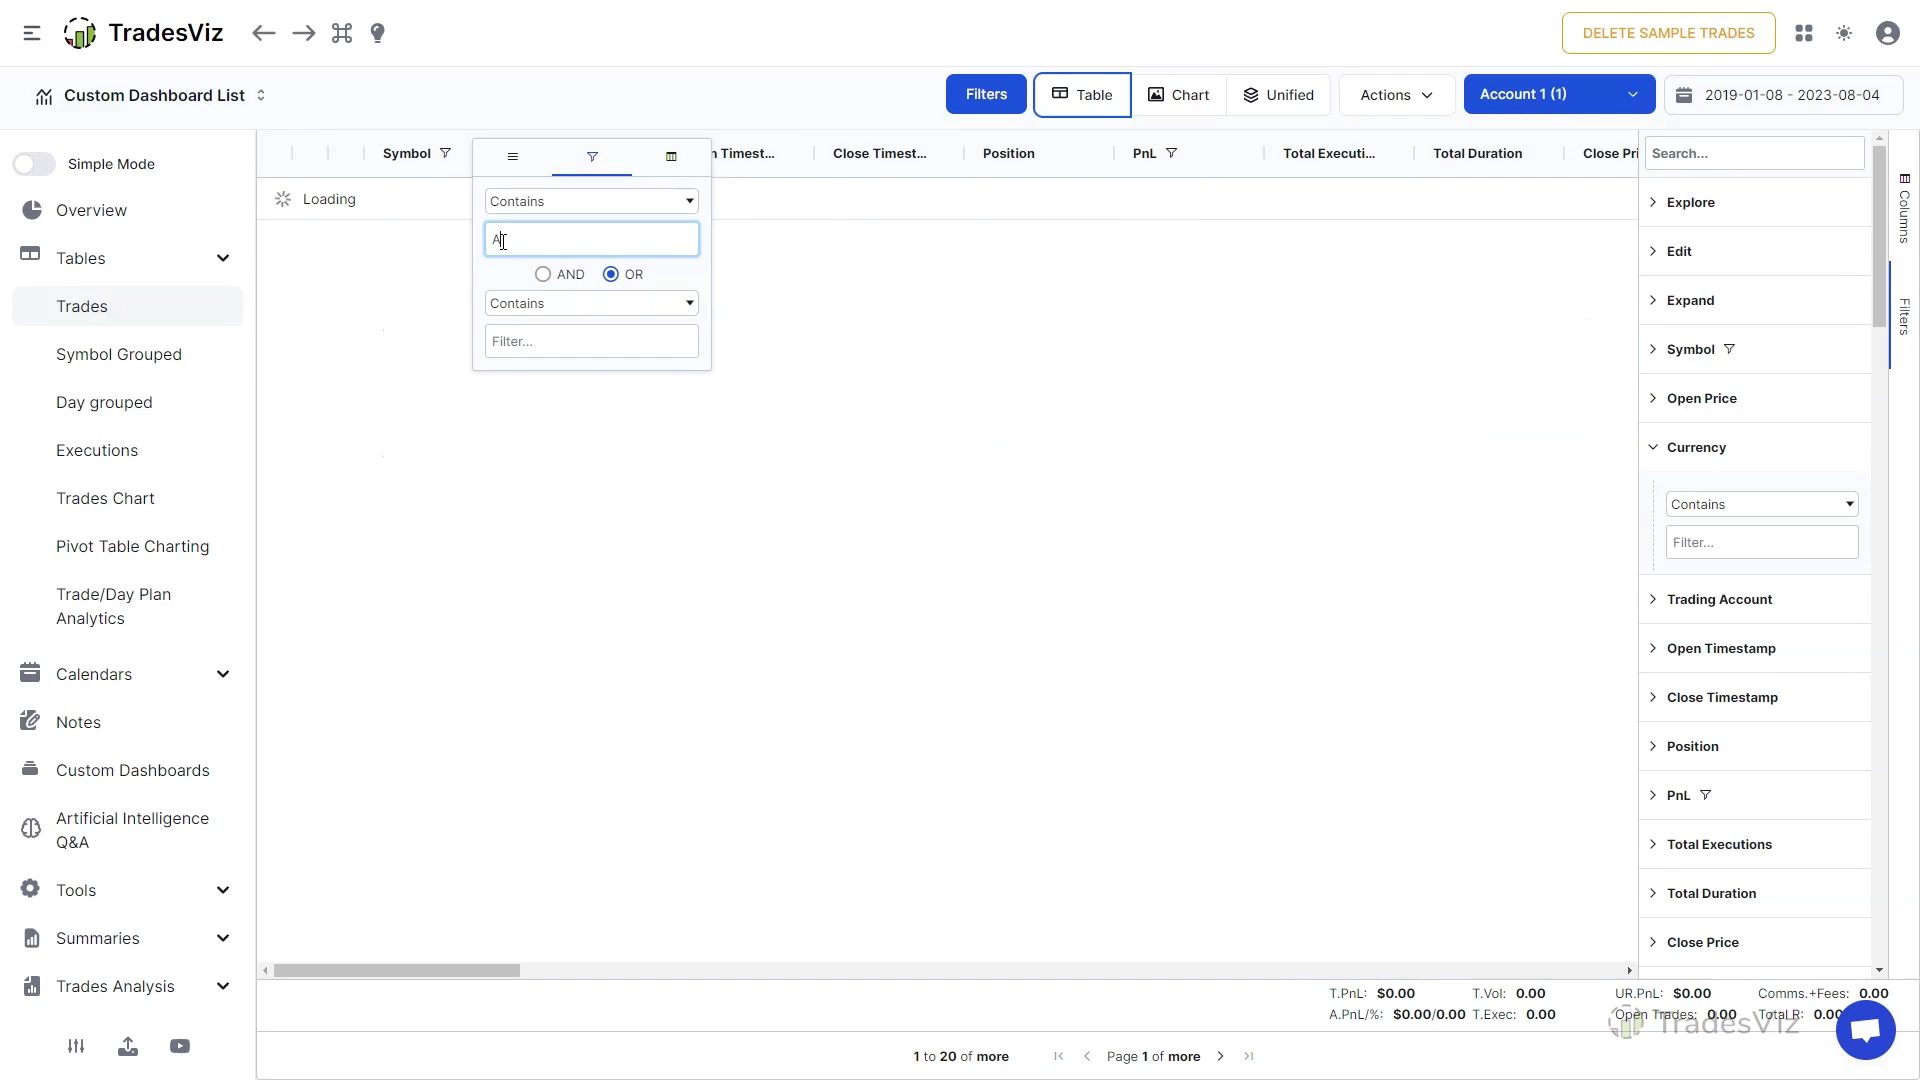 TradesViz
DELETE SAMPLE TRADES
Custom Dashboard List
Filters
Table
Chart
Unified
Actions
Account 1 (1)
2019-01-08 - 2023-08-04
Simple Mode
Overview
Tables
Trades
Symbol Grouped
Day grouped
Executions
Trades Chart
Pivot Table Charting
Trade/Day Plan
Analytics
Calendars
Notes
Custom Dashboards
Artificial Intelligence
Q&A
Tools
Summaries
Trades Analysis
Symbol
n Timest...
Close Timest...
Position
PnL
Total Executi...
Total Duration
Close Pri
Loading
Contains
A
AND
OR
Contains
Filter...
Search...
Explore
Edit
Expand
Symbol
Open Price
Currency
Contains
Filter...
Trading Account
Open Timestamp
Close Timestamp
Position
PnL
Total Executions
Total Duration
Close Price
Columns
Filters
T.PnL: $0.00 T.Vol: 0.00 UR.PnL: $0.00 Comms.+Fees: 0.00
A.PnL/%: $0.00/0.00 T.Exec: 0.00 Open Trades: 0.00 Total R: 0.00
TradesViz
1 to 20 of more
Page 1 of more